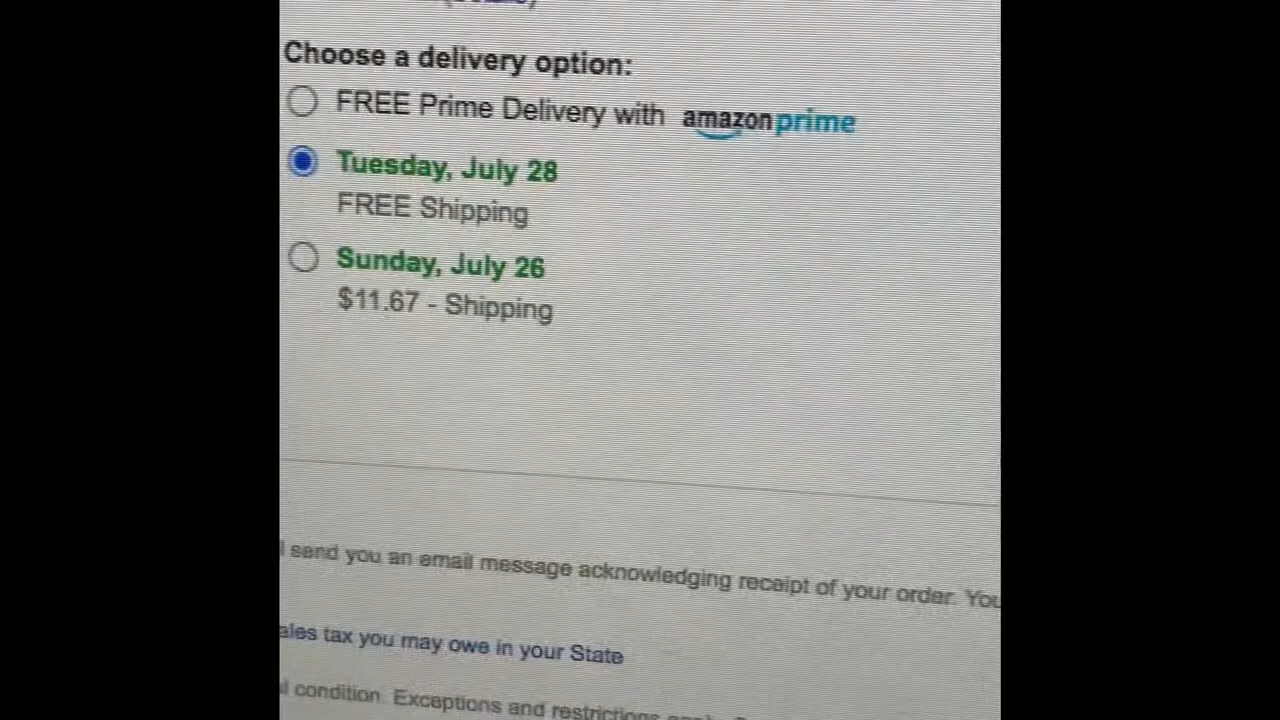 Choose a delivery option:
FREE Prime Delivery with amazonprime
Tuesday, July 28
FREE Shipping
Sunday, July 26
$11.67 - Shipping
send you an email message acknowledging receipt of your order. You
ales tax you may owe in your State
condition. Exceptions and restrictions